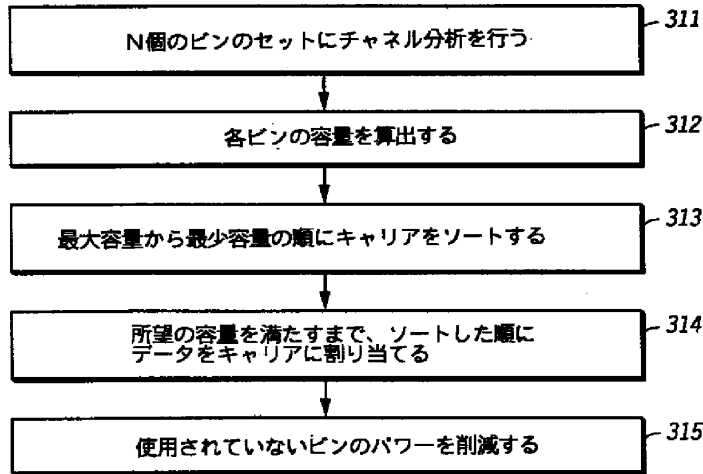 N個のビンのセットにチャネル分析を行う
311
各ビンの容量を算出する
312
最大容量から最少容量の順にキャリアをソートする
313
所望の容量を満たすまで、ソートした順に
データをキャリアに割り当てる
314
使用されていないビンのパワーを削減する
315